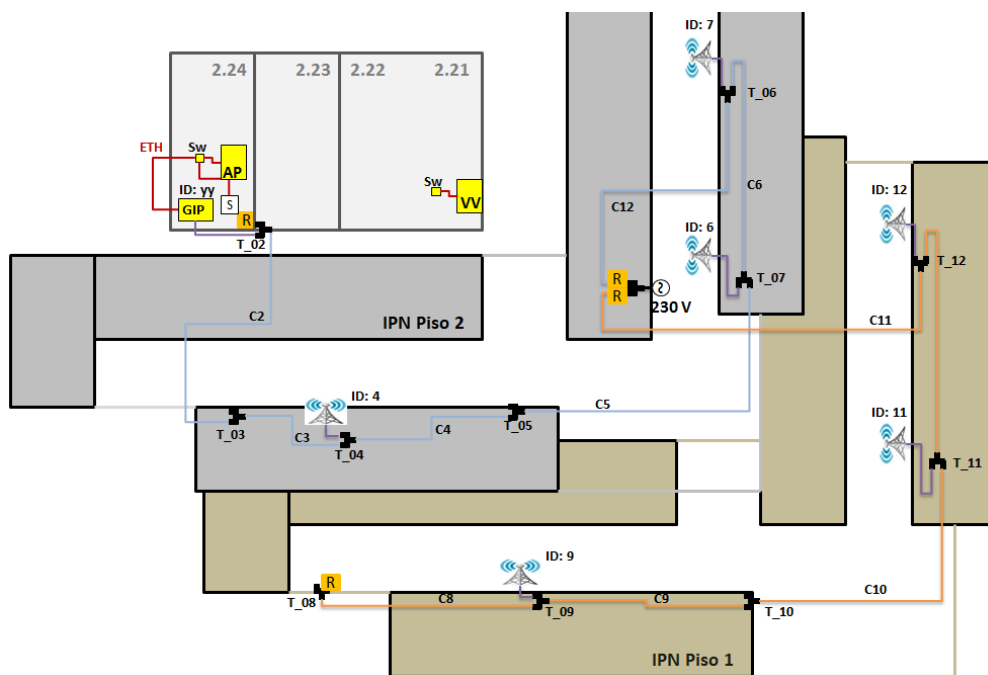 ID: 7
2.24
2.23
2.22
2.21
T_06
ETH
Sw
AP
C6
Sw
ID: yy
ID: 12
S
VV
GIP
C12
R
ID: 6
T_02
T_12
R
T_07
R
230 V
C2
IPN Piso 2
C11
ID: 4
C5
ID: 11
T_03
C3
C4
T_05
T_04
T_11
ID: 9
R
C10
T_08
C8
C9
T_09
T_10
IPN Piso 1